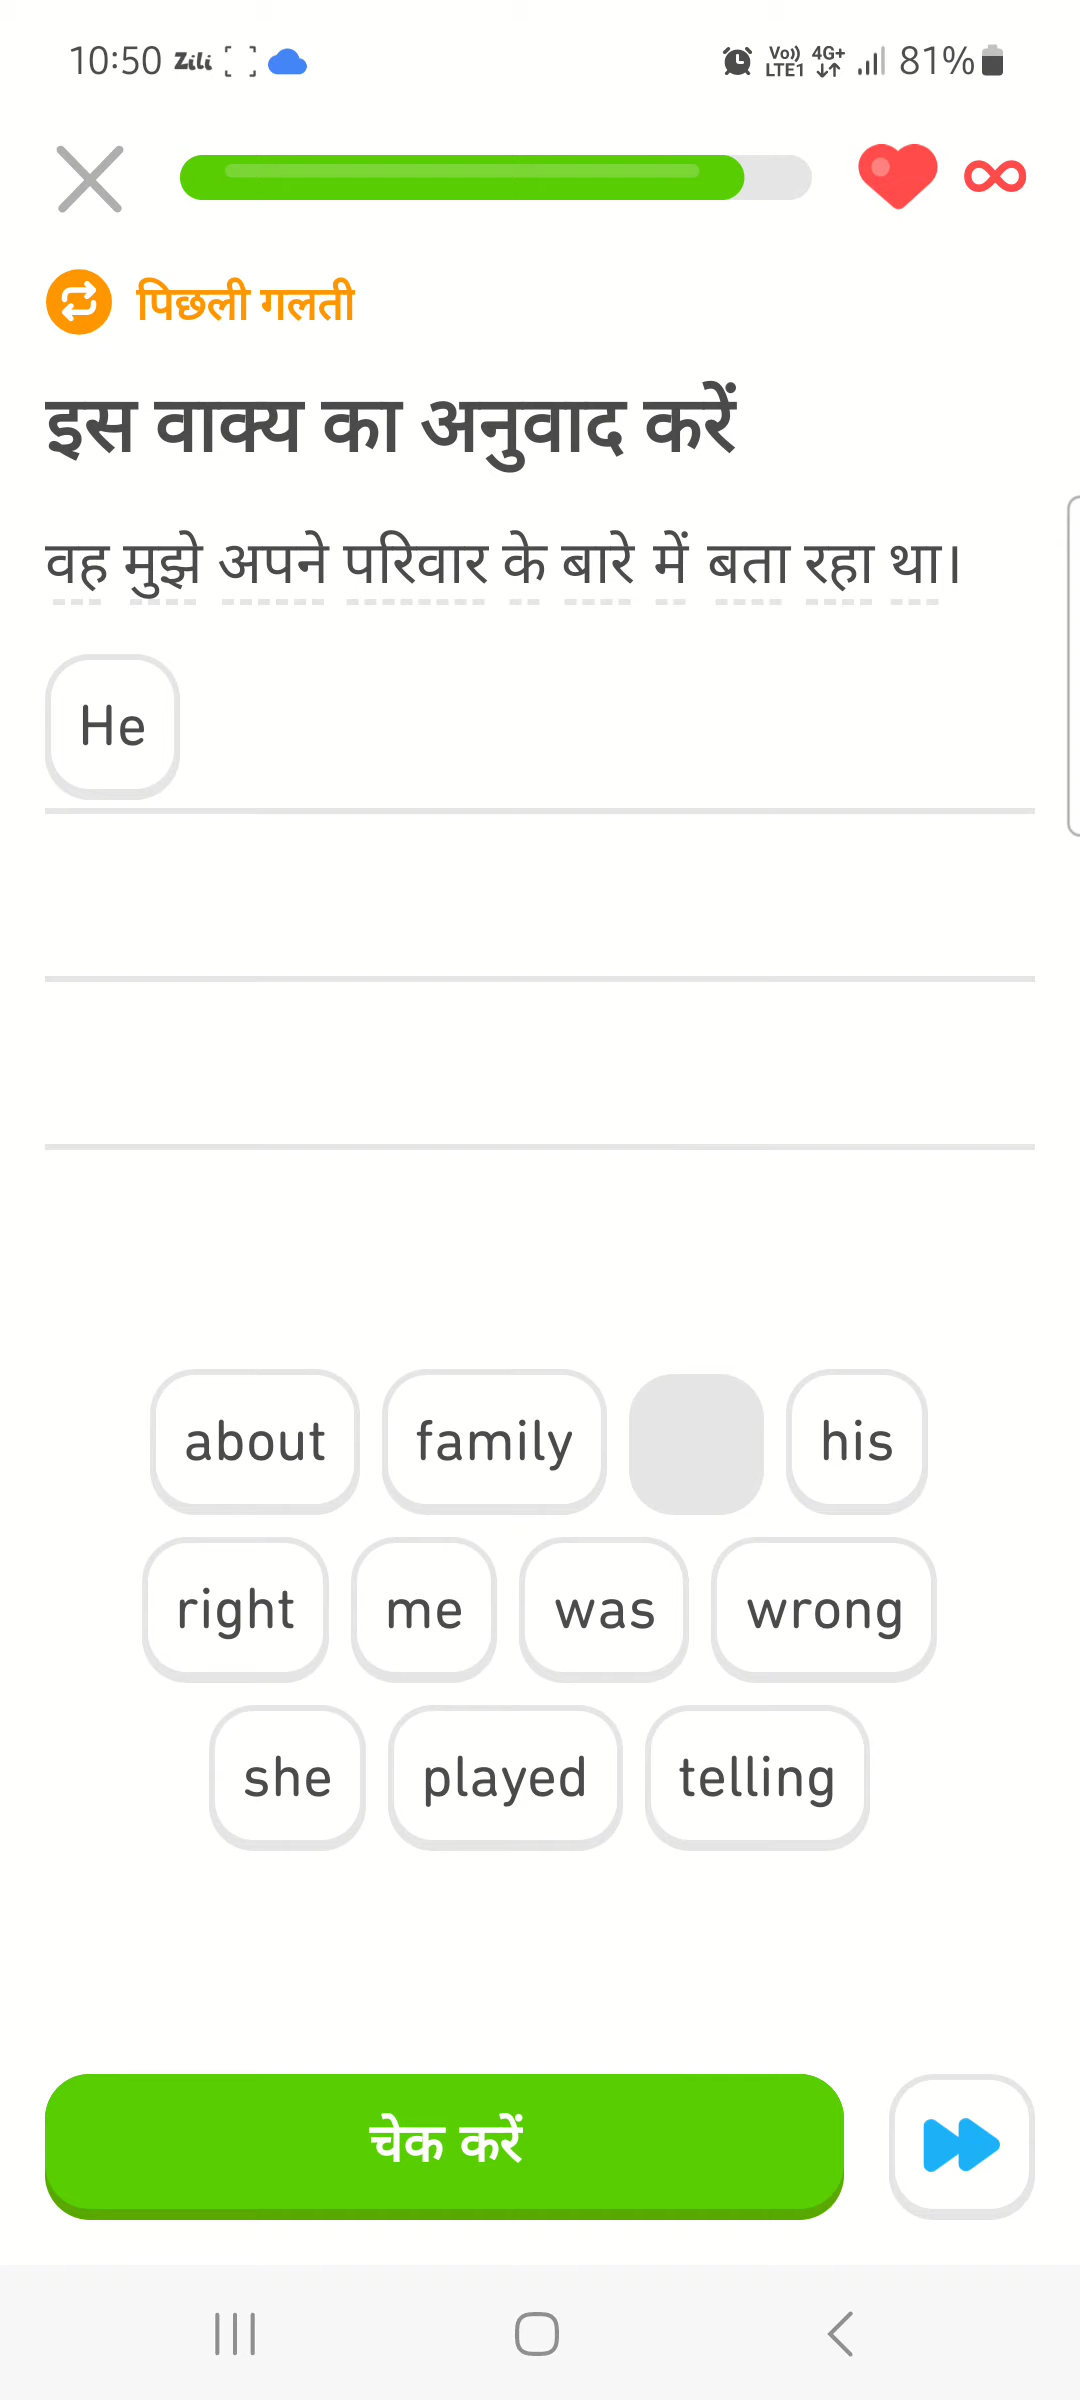 10:50 Zili Vo)) LTE1 4G+ 81%
पिछली गलती
इस वाक्य का अनुवाद करें
वह मुझे अपने परिवार के बारे में बता रहा था।
He
about family his
right me was wrong
she played telling
चेक करें